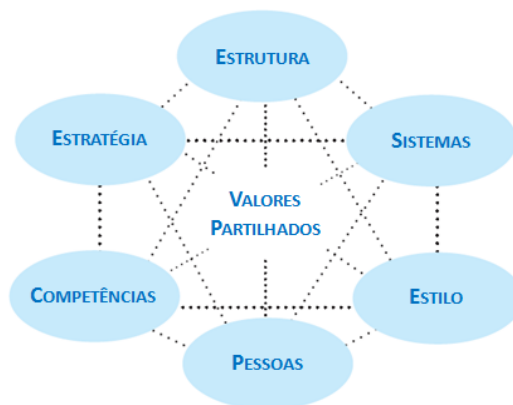 ESTRUTURA
ESTRATÉGIA
SISTEMAS
VALORES
PARTILHADOS
COMPETÊNCIAS
ESTILO
PESSOAS